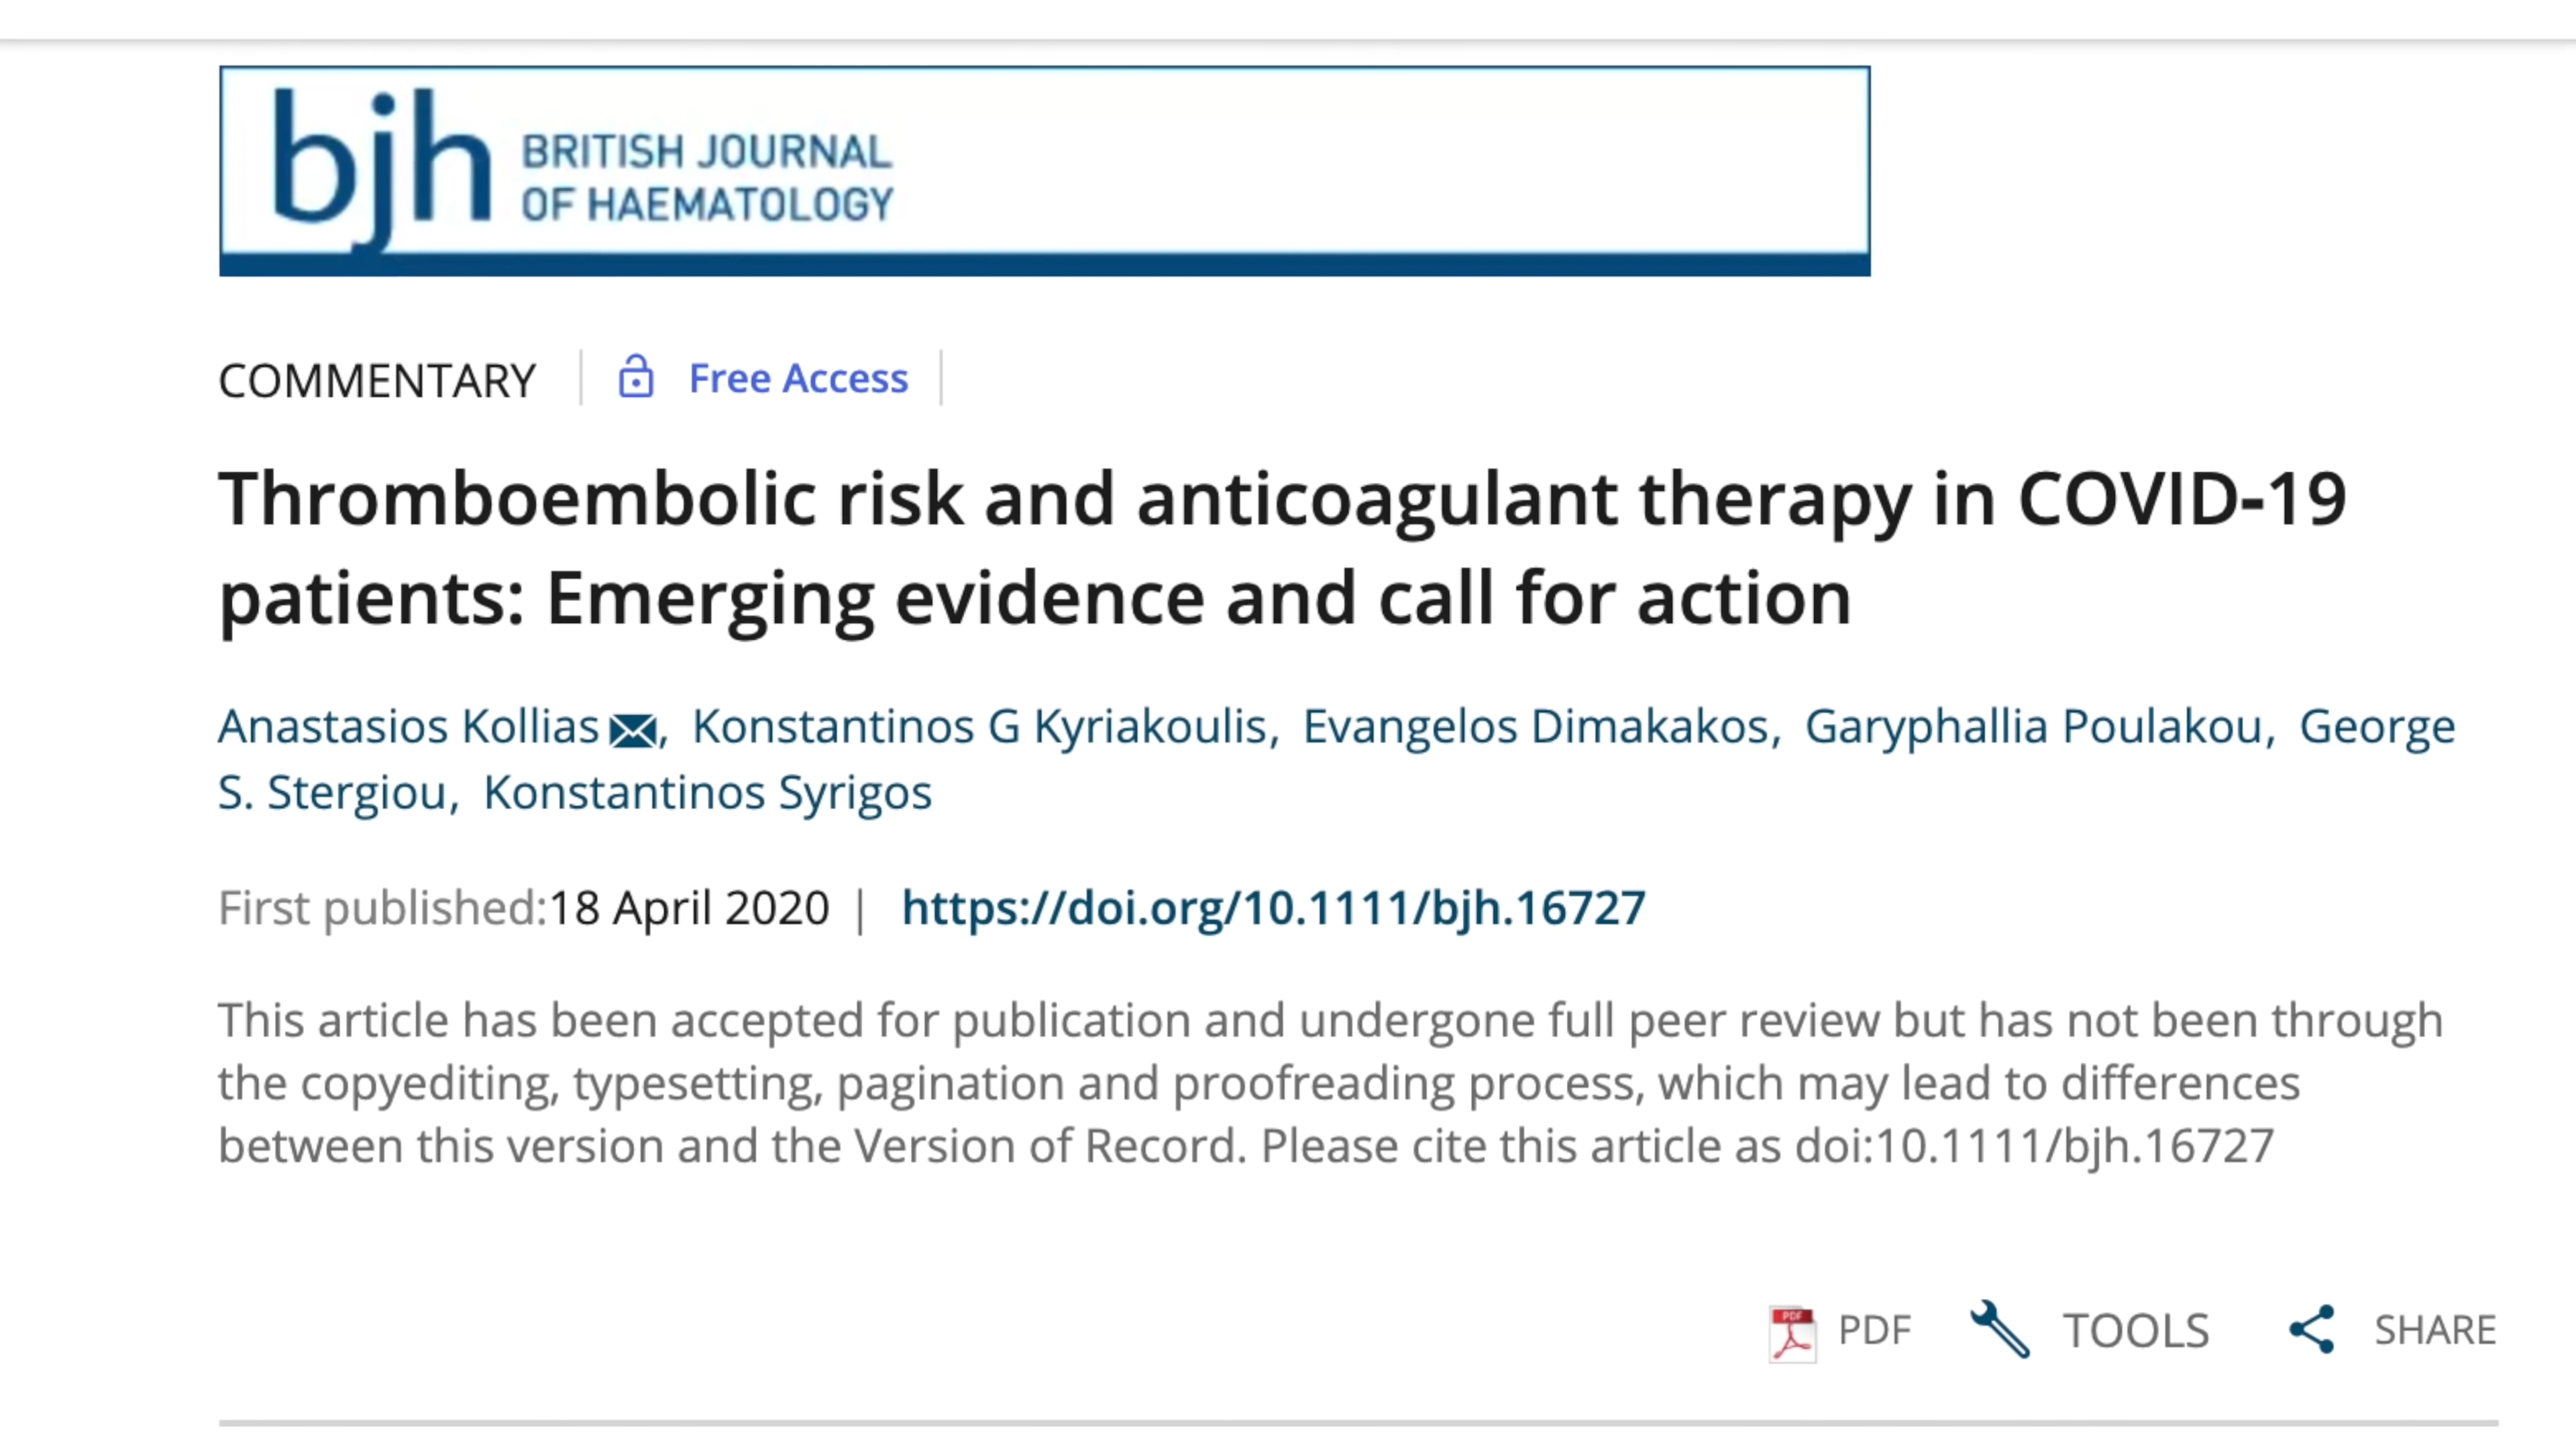 bjh BRITISH JOURNAL
OF HAEMATOLOGY
COMMENTARY Free Access
Thromboembolic risk and anticoagulant therapy in COVID-19
patients: Emerging evidence and call for action
Anastasios Kollias, Konstantinos G Kyriakoulis, Evangelos Dimakakos, Garyphallia Poulakou, George
S. Stergiou, Konstantinos Syrigos
First published:18 April 2020 | https://doi.org/10.1111/bjh.16727
This article has been accepted for publication and undergone full peer review but has not been through
the copyediting, typesetting, pagination and proofreading process, which may lead to differences
between this version and the Version of Record. Please cite this article as doi:10.1111/bjh.16727
PDF PDF TOOLS SHARE